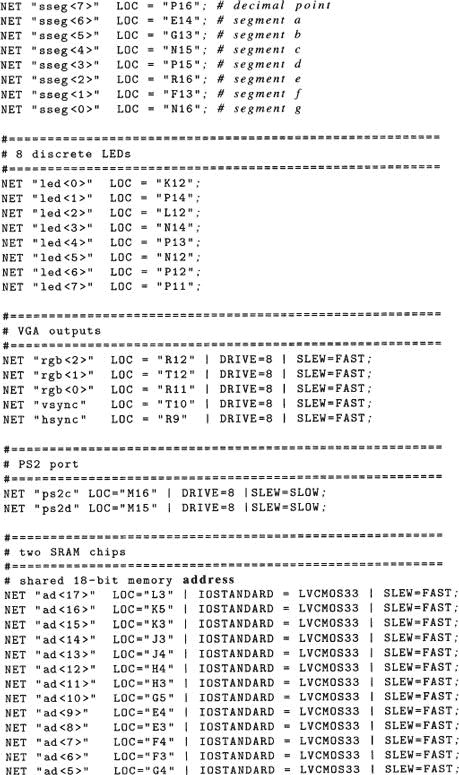 NET "sseg<7>" LOC = "P16"; # decimal point
NET "sseg<6>" LOC = "E14"; # segment a
NET "sseg<5>" LOC = "G13"; # segment b
NET "sseg<4>" LOC = "N15"; # segment c
NET "sseg<3>" LOC = "P15"; # segment d
NET "sseg<2>" LOC = "R16"; # segment e
NET "sseg<1>" LOC = "F13"; # segment f
NET "sseg<0>" LOC = "N16"; # segment g
#===================================================
# 8 discrete LEDs
#===================================================
NET "led<0>" LOC = "K12";
NET "led<1>" LOC = "P14";
NET "led<2>" LOC = "L12";
NET "led<3>" LOC = "N14";
NET "led<4>" LOC = "P13";
NET "led<5>" LOC = "N12";
NET "led<6>" LOC = "P12";
NET "led<7>" LOC = "P11";
#===================================================
# VGA outputs
#===================================================
NET "rgb<2>" LOC = "R12" | DRIVE=8 | SLEW=FAST;
NET "rgb<1>" LOC = "T12" | DRIVE=8 | SLEW=FAST;
NET "rgb<0>" LOC = "R11" | DRIVE=8 | SLEW=FAST;
NET "vsync" LOC = "T10" | DRIVE=8 | SLEW=FAST;
NET "hsync" LOC = "R9" | DRIVE=8 | SLEW=FAST;
#===================================================
# PS2 port
#===================================================
NET "ps2c" LOC="M16" | DRIVE=8 |SLEW=SLOW;
NET "ps2d" LOC="M15" | DRIVE=8 |SLEW=SLOW;
#===================================================
# two SRAM chips
#===================================================
# shared 18-bit memory address
NET "ad<17>" LOC="L3" | IOSTANDARD = LVCMOS33 | SLEW=FAST;
NET "ad<16>" LOC="K5" | IOSTANDARD = LVCMOS33 | SLEW=FAST;
NET "ad<15>" LOC="K3" | IOSTANDARD = LVCMOS33 | SLEW=FAST;
NET "ad<14>" LOC="J3" | IOSTANDARD = LVCMOS33 | SLEW=FAST;
NET "ad<13>" LOC="J4" | IOSTANDARD = LVCMOS33 | SLEW=FAST;
NET "ad<12>" LOC="H4" | IOSTANDARD = LVCMOS33 | SLEW=FAST;
NET "ad<11>" LOC="H3" | IOSTANDARD = LVCMOS33 | SLEW=FAST;
NET "ad<10>" LOC="G5" | IOSTANDARD = LVCMOS33 | SLEW=FAST;
NET "ad<9>" LOC="E4" | IOSTANDARD = LVCMOS33 | SLEW=FAST;
NET "ad<8>" LOC="E3" | IOSTANDARD = LVCMOS33 | SLEW=FAST;
NET "ad<7>" LOC="F4" | IOSTANDARD = LVCMOS33 | SLEW=FAST;
NET "ad<6>" LOC="F3" | IOSTANDARD = LVCMOS33 | SLEW=FAST;
NET "ad<5>" LOC="G4" | IOSTANDARD = LVCMOS33 | SLEW=FAST;